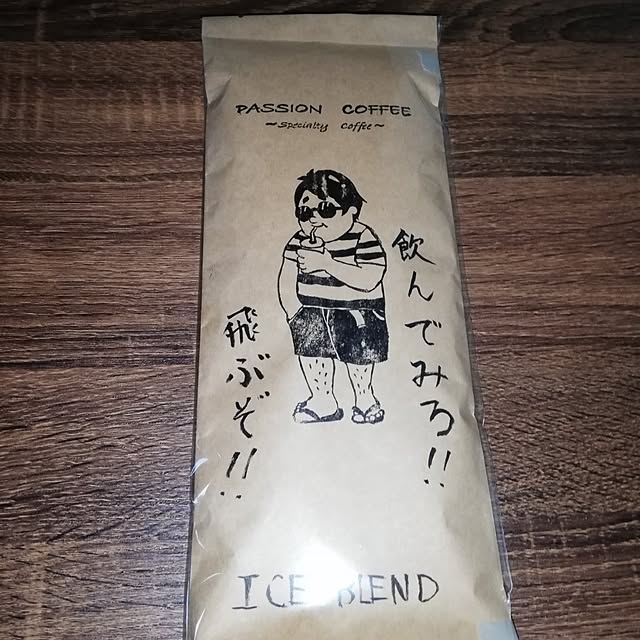 PASSION COFFEE
~Specialty Coffee~
飲んでみろ!!
飛ぶぞ!!
ICE BLEND